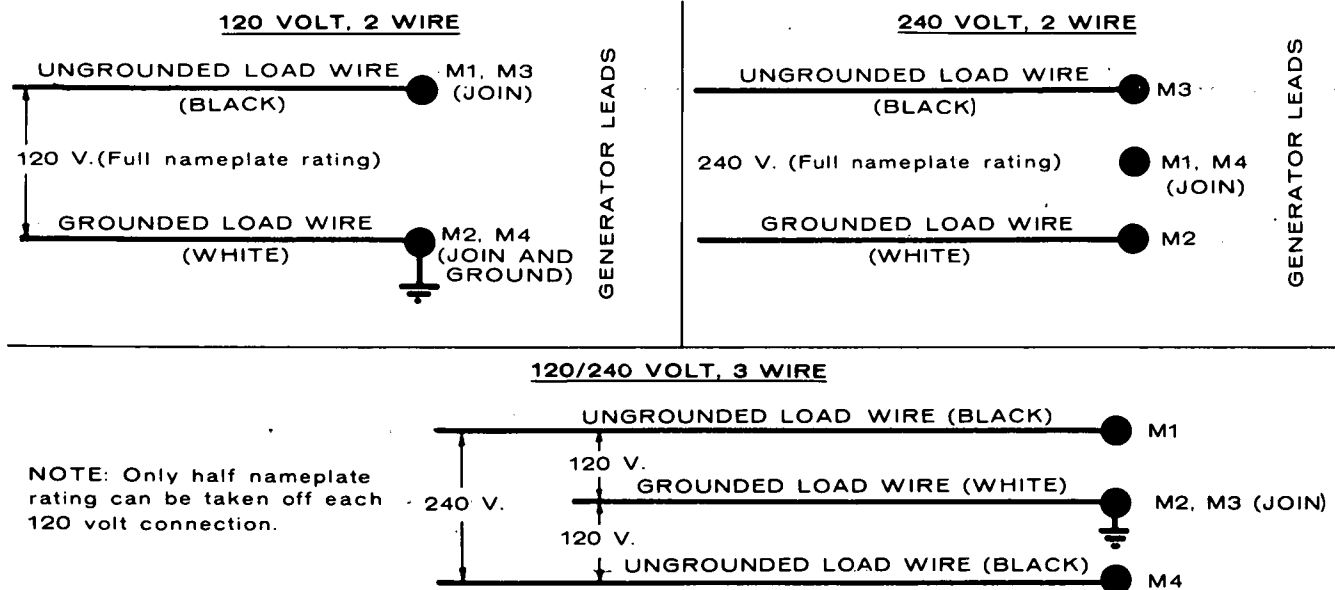 120 VOLT, 2 WIRE
UNGROUNDED LOAD WIRE
(BLACK)
M1, M3
(JOIN)
120 V.(Full nameplate rating)
GROUNDED LOAD WIRE
(WHITE)
M2, M4
(JOIN AND
GROUND)
GENERATOR LEADS
240 VOLT, 2 WIRE
UNGROUNDED LOAD WIRE
(BLACK)
M3
240 V. (Full nameplate rating)
M1, M4
(JOIN)
GROUNDED LOAD WIRE
(WHITE)
M2
GENERATOR LEADS
120/240 VOLT, 3 WIRE
NOTE: Only half nameplate
rating can be taken off each
120 volt connection.
UNGROUNDED LOAD WIRE (BLACK)
M1
120 V.
240 V.
GROUNDED LOAD WIRE (WHITE)
M2, M3 (JOIN)
120 V.
UNGROUNDED LOAD WIRE (BLACK)
M4